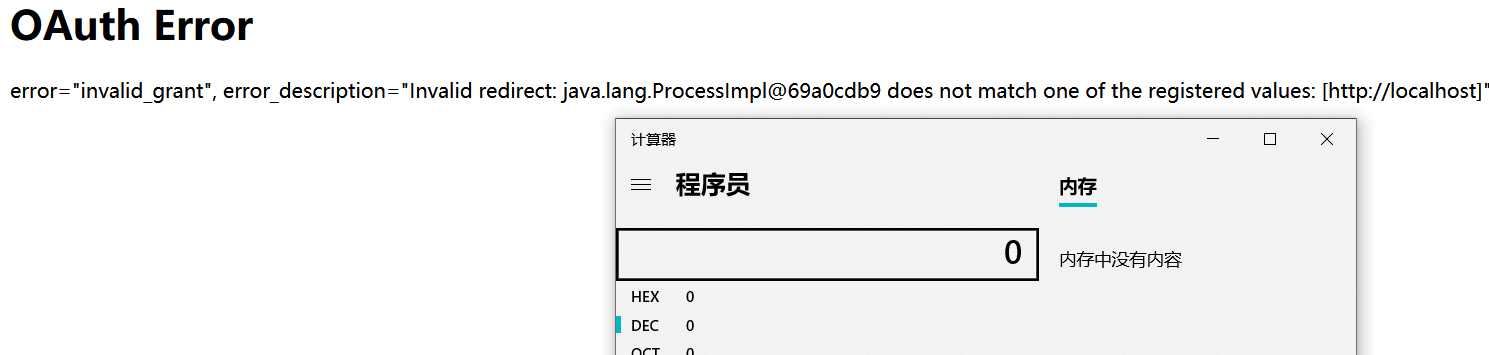 OAuth Error
error="invalid_grant", error_description="Invalid redirect: java.lang.ProcessImpl@69a0cdb9 does not match one of the registered values: [http://localhost]"
计算器
程序员
内存
0
内存中没有内容
HEX 0
DEC 0
OCT 0